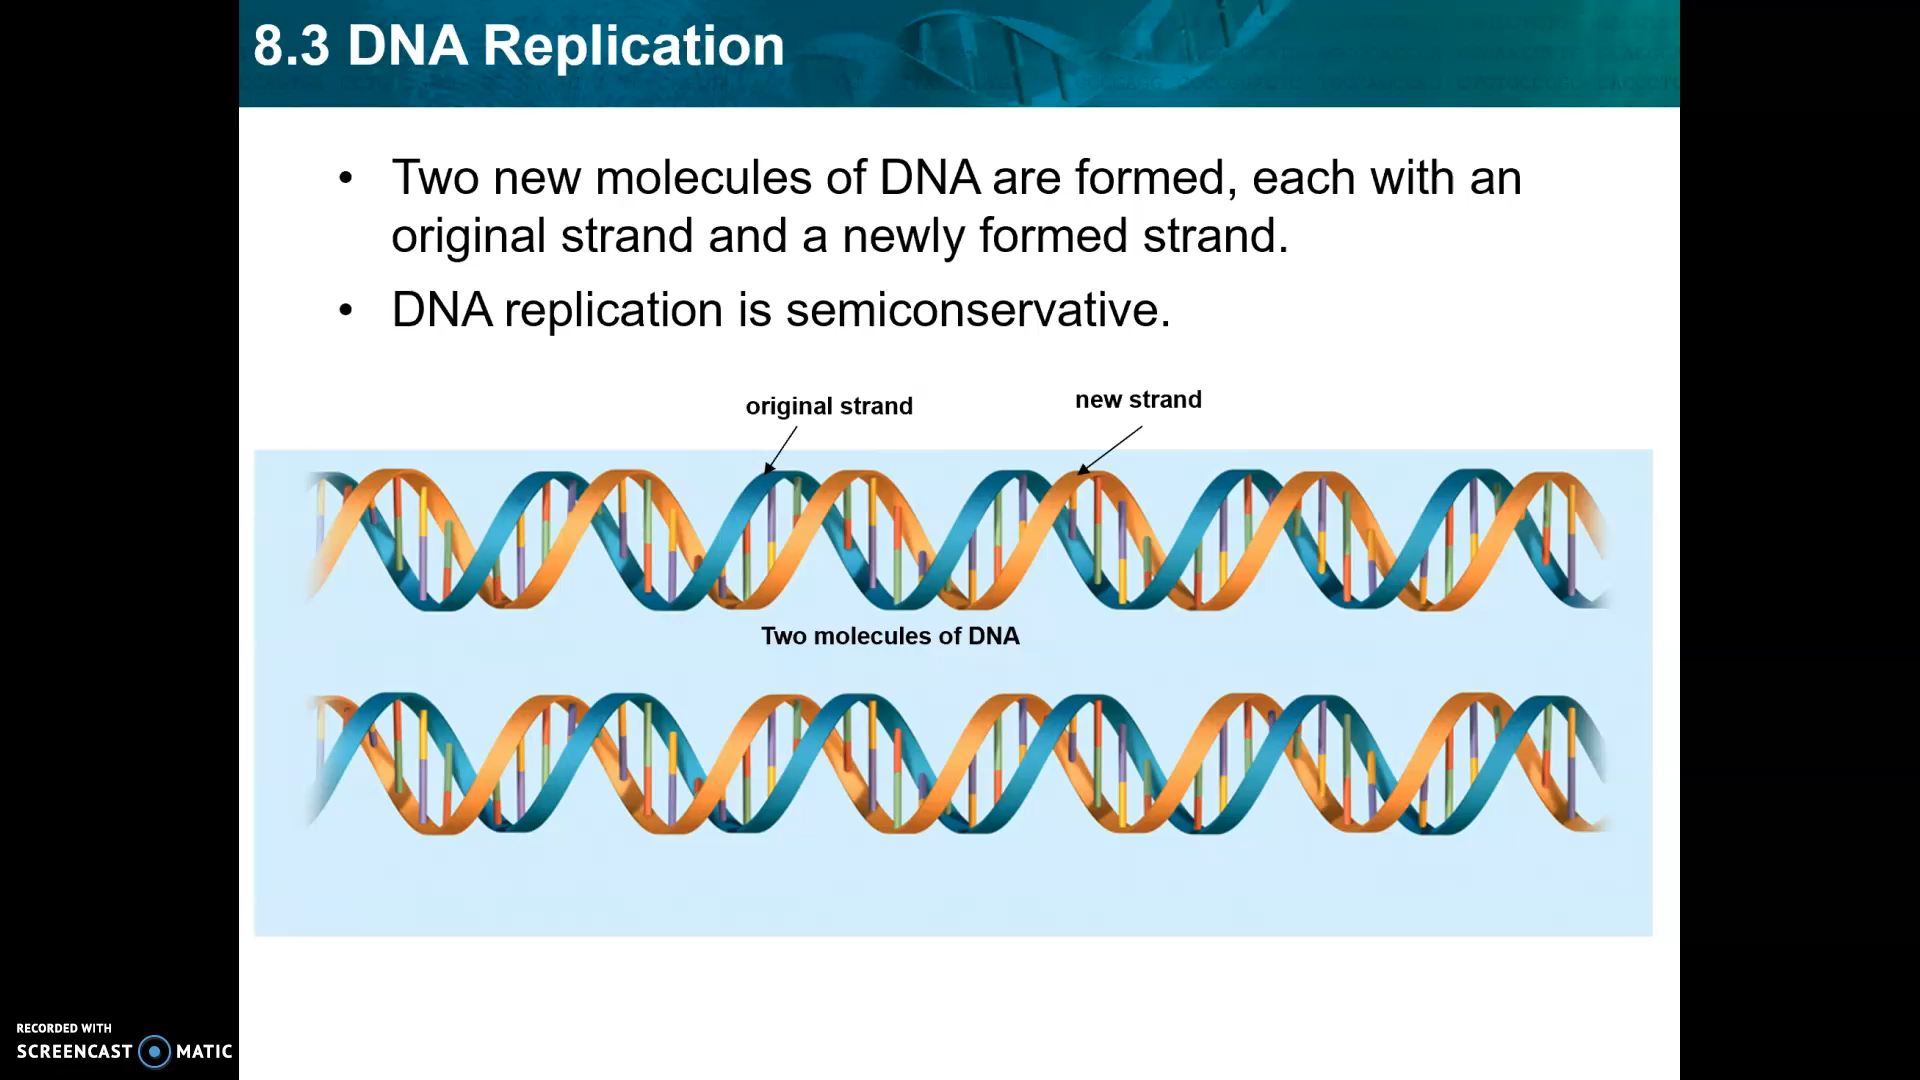 8.3 DNA Replication
• Two new molecules of DNA are formed, each with an
original strand and a newly formed strand.
• DNA replication is semiconservative.
original strand
new strand
Two molecules of DNA
RECORDED WITH
SCREENCAST MATIC